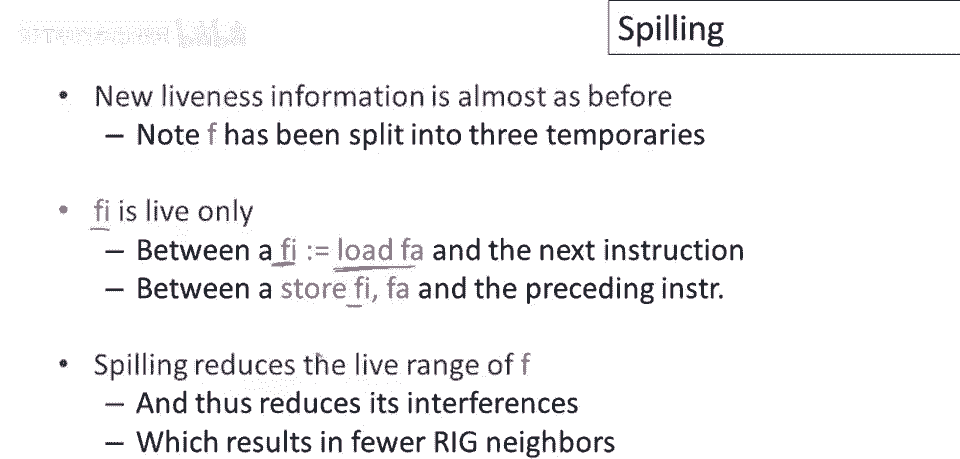 Spilling
• New liveness information is almost as before
– Note f has been split into three temporaries
• fi is live only
– Between a fi := load fa and the next instruction
– Between a store fi, fa and the preceding instr.
• Spilling reduces the live range of f
– And thus reduces its interferences
– Which results in fewer RIG neighbors